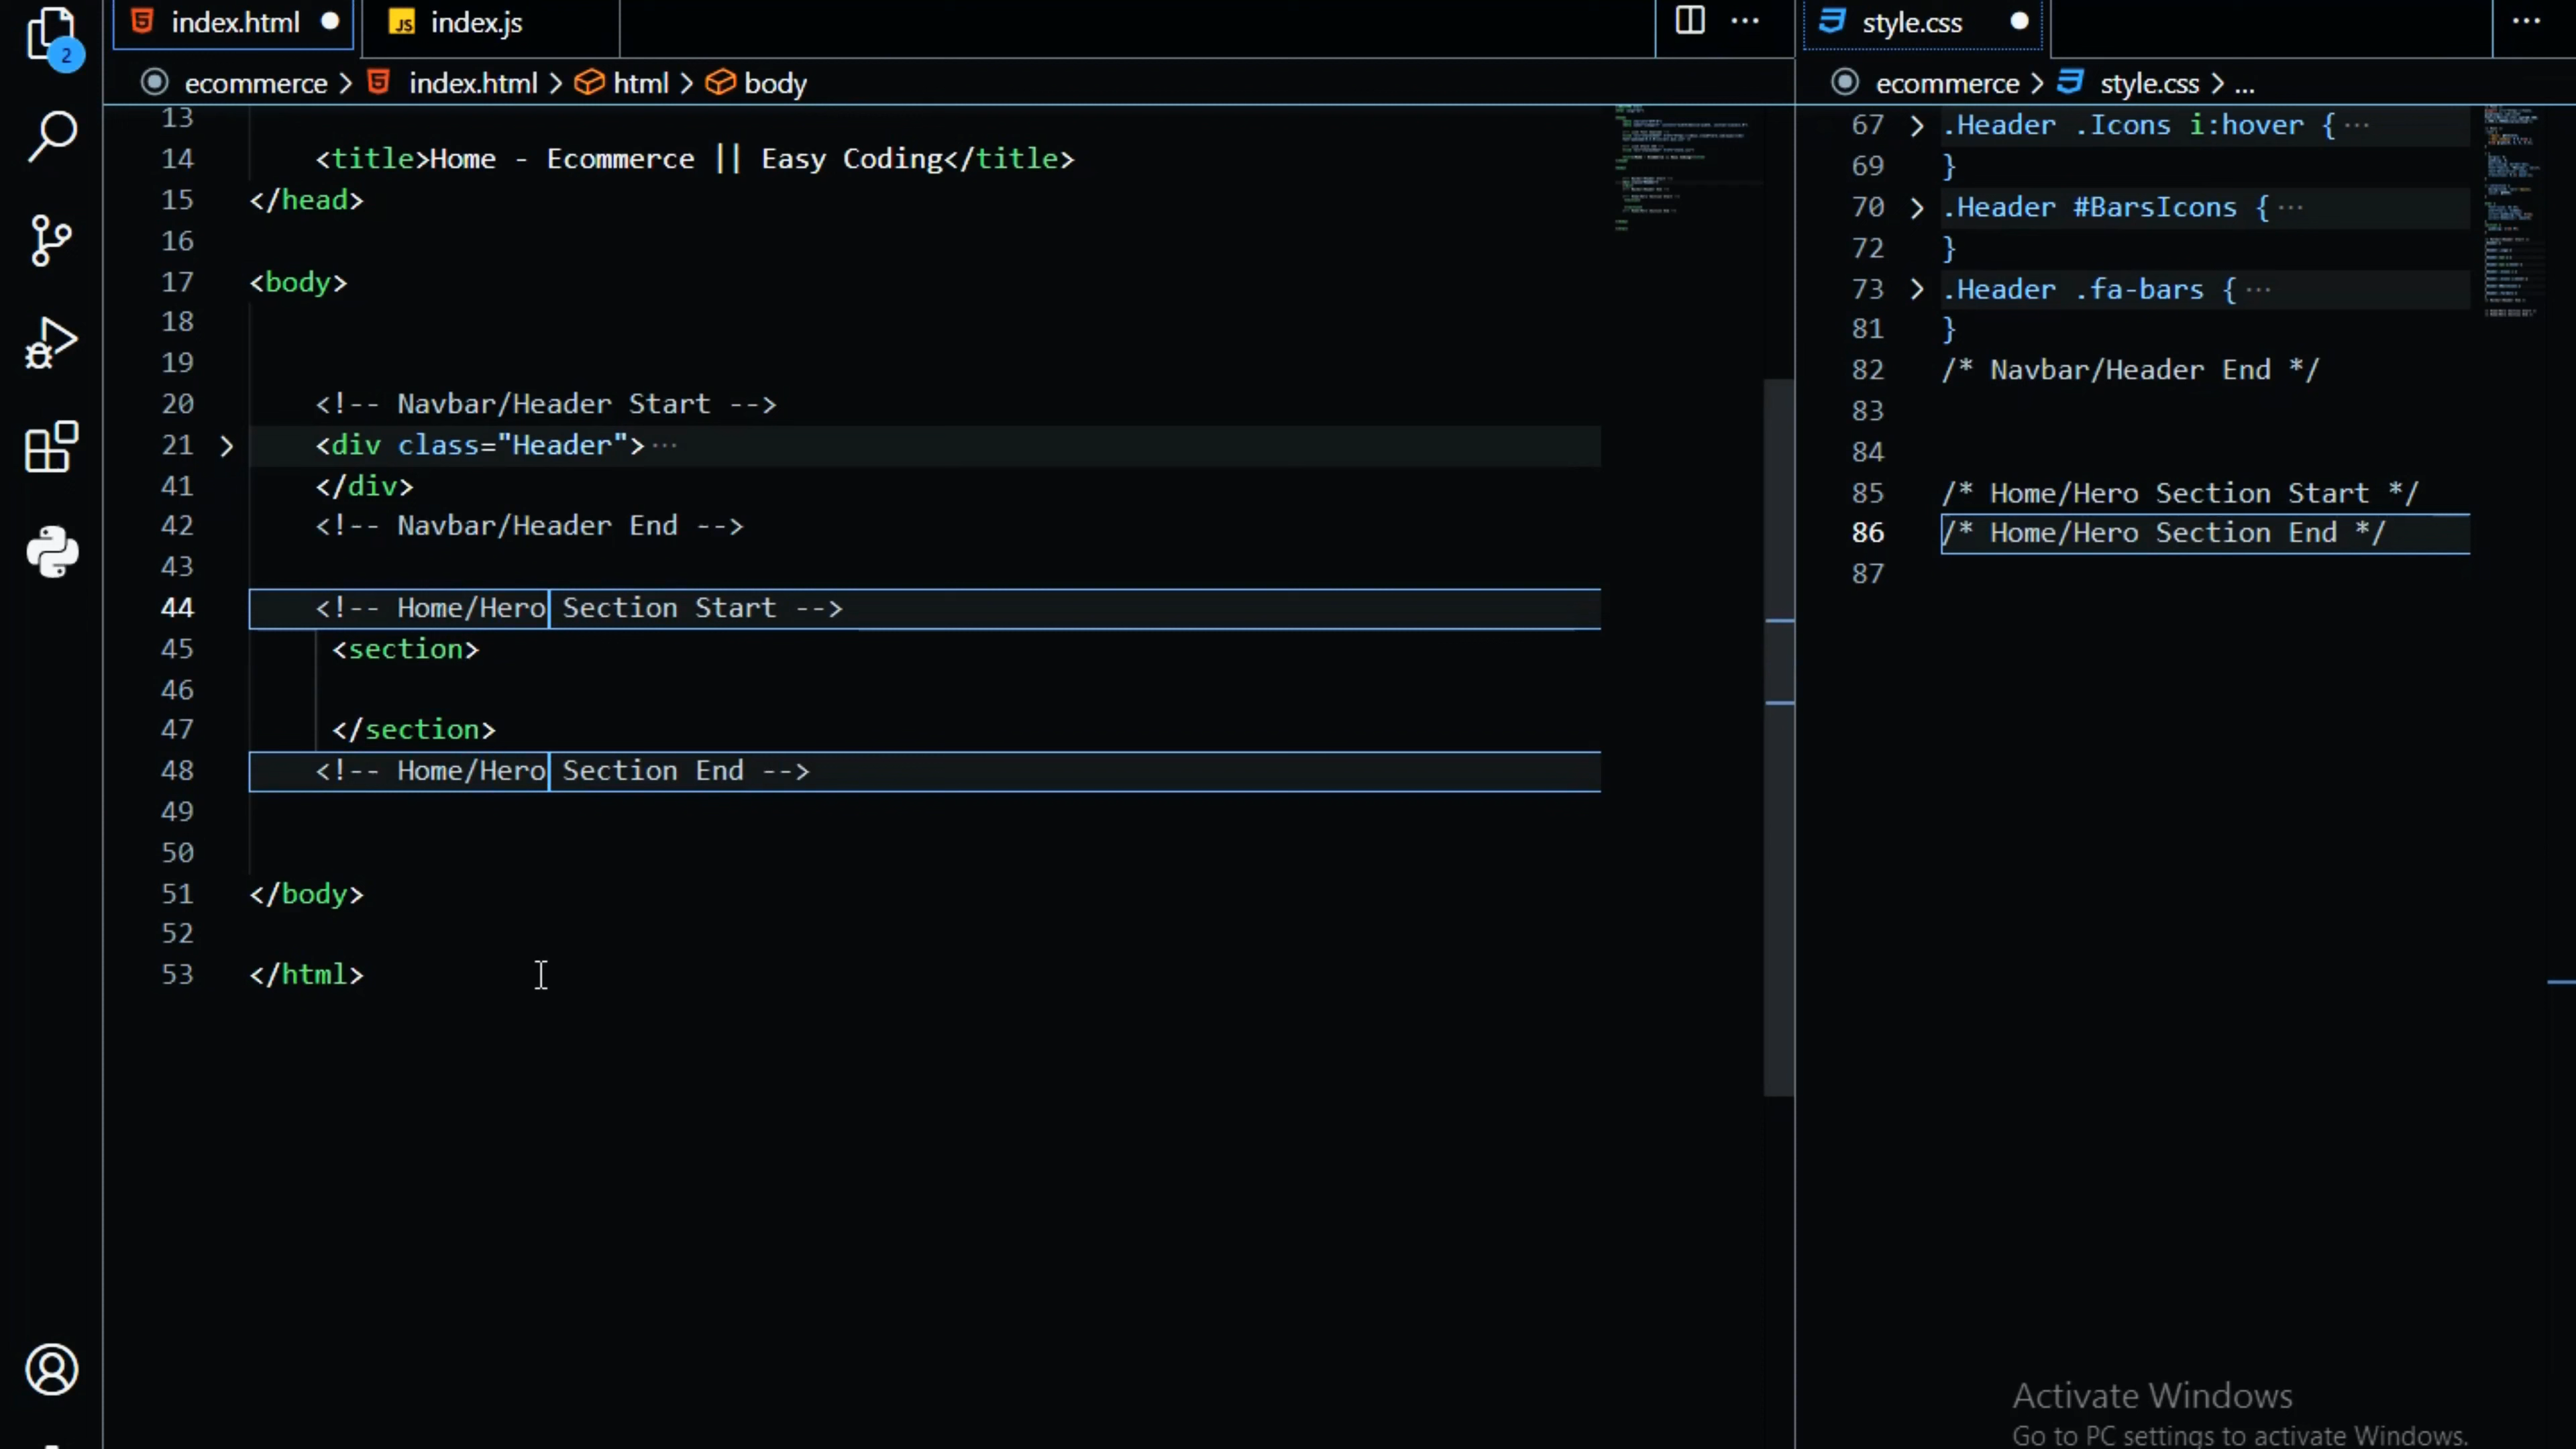 index.html
index.js
2
ecommerce > index.html > html > body
13
14 <title>Home - Ecommerce || Easy Coding</title>
15 </head>
16
17 <body>
18
19
20 <!-- Navbar/Header Start -->
21 > <div class="Header">···
41 </div>
42 <!-- Navbar/Header End -->
43
44 <!-- Home/Hero Section Start -->
45 <section>
46
47 </section>
48 <!-- Home/Hero Section End -->
49
50
51 </body>
52
53 </html>
style.css
ecommerce > style.css > ...
67 > .Header .Icons i:hover {···
69 }
70 > .Header #BarsIcons {···
72 }
73 > .Header .fa-bars {···
81 }
82 /* Navbar/Header End */
83
84
85 /* Home/Hero Section Start */
86 /* Home/Hero Section End */
87
Activate Windows
Go to PC settings to activate Windows.